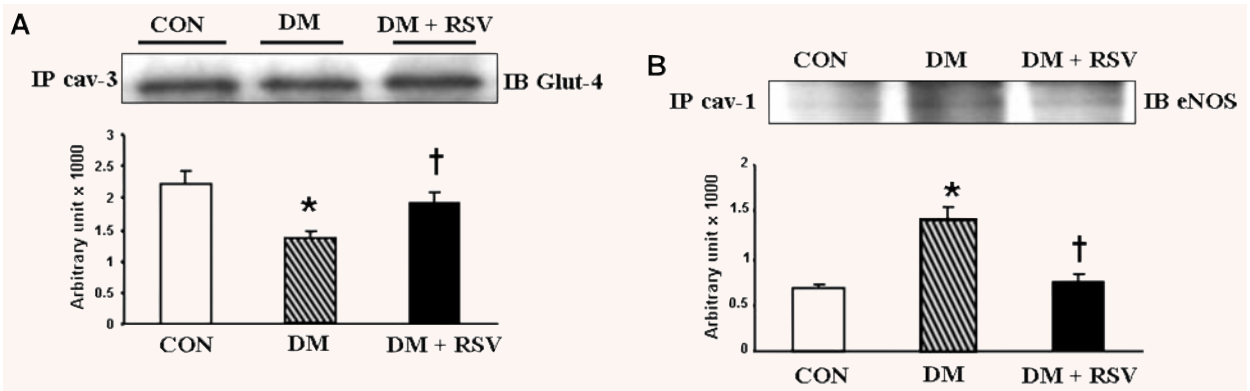 A
CON DM DM + RSV
IP cav-3 IB Glut-4
Arbitrary unit x 1000
3
2.5
2
1.5
1
0.5
0
*
†
CON DM DM + RSV
B
CON DM DM + RSV
IP cav-1 IB eNOS
Arbitrary unit x 1000
2
1.5
1
0.5
0
*
†
CON DM DM + RSV